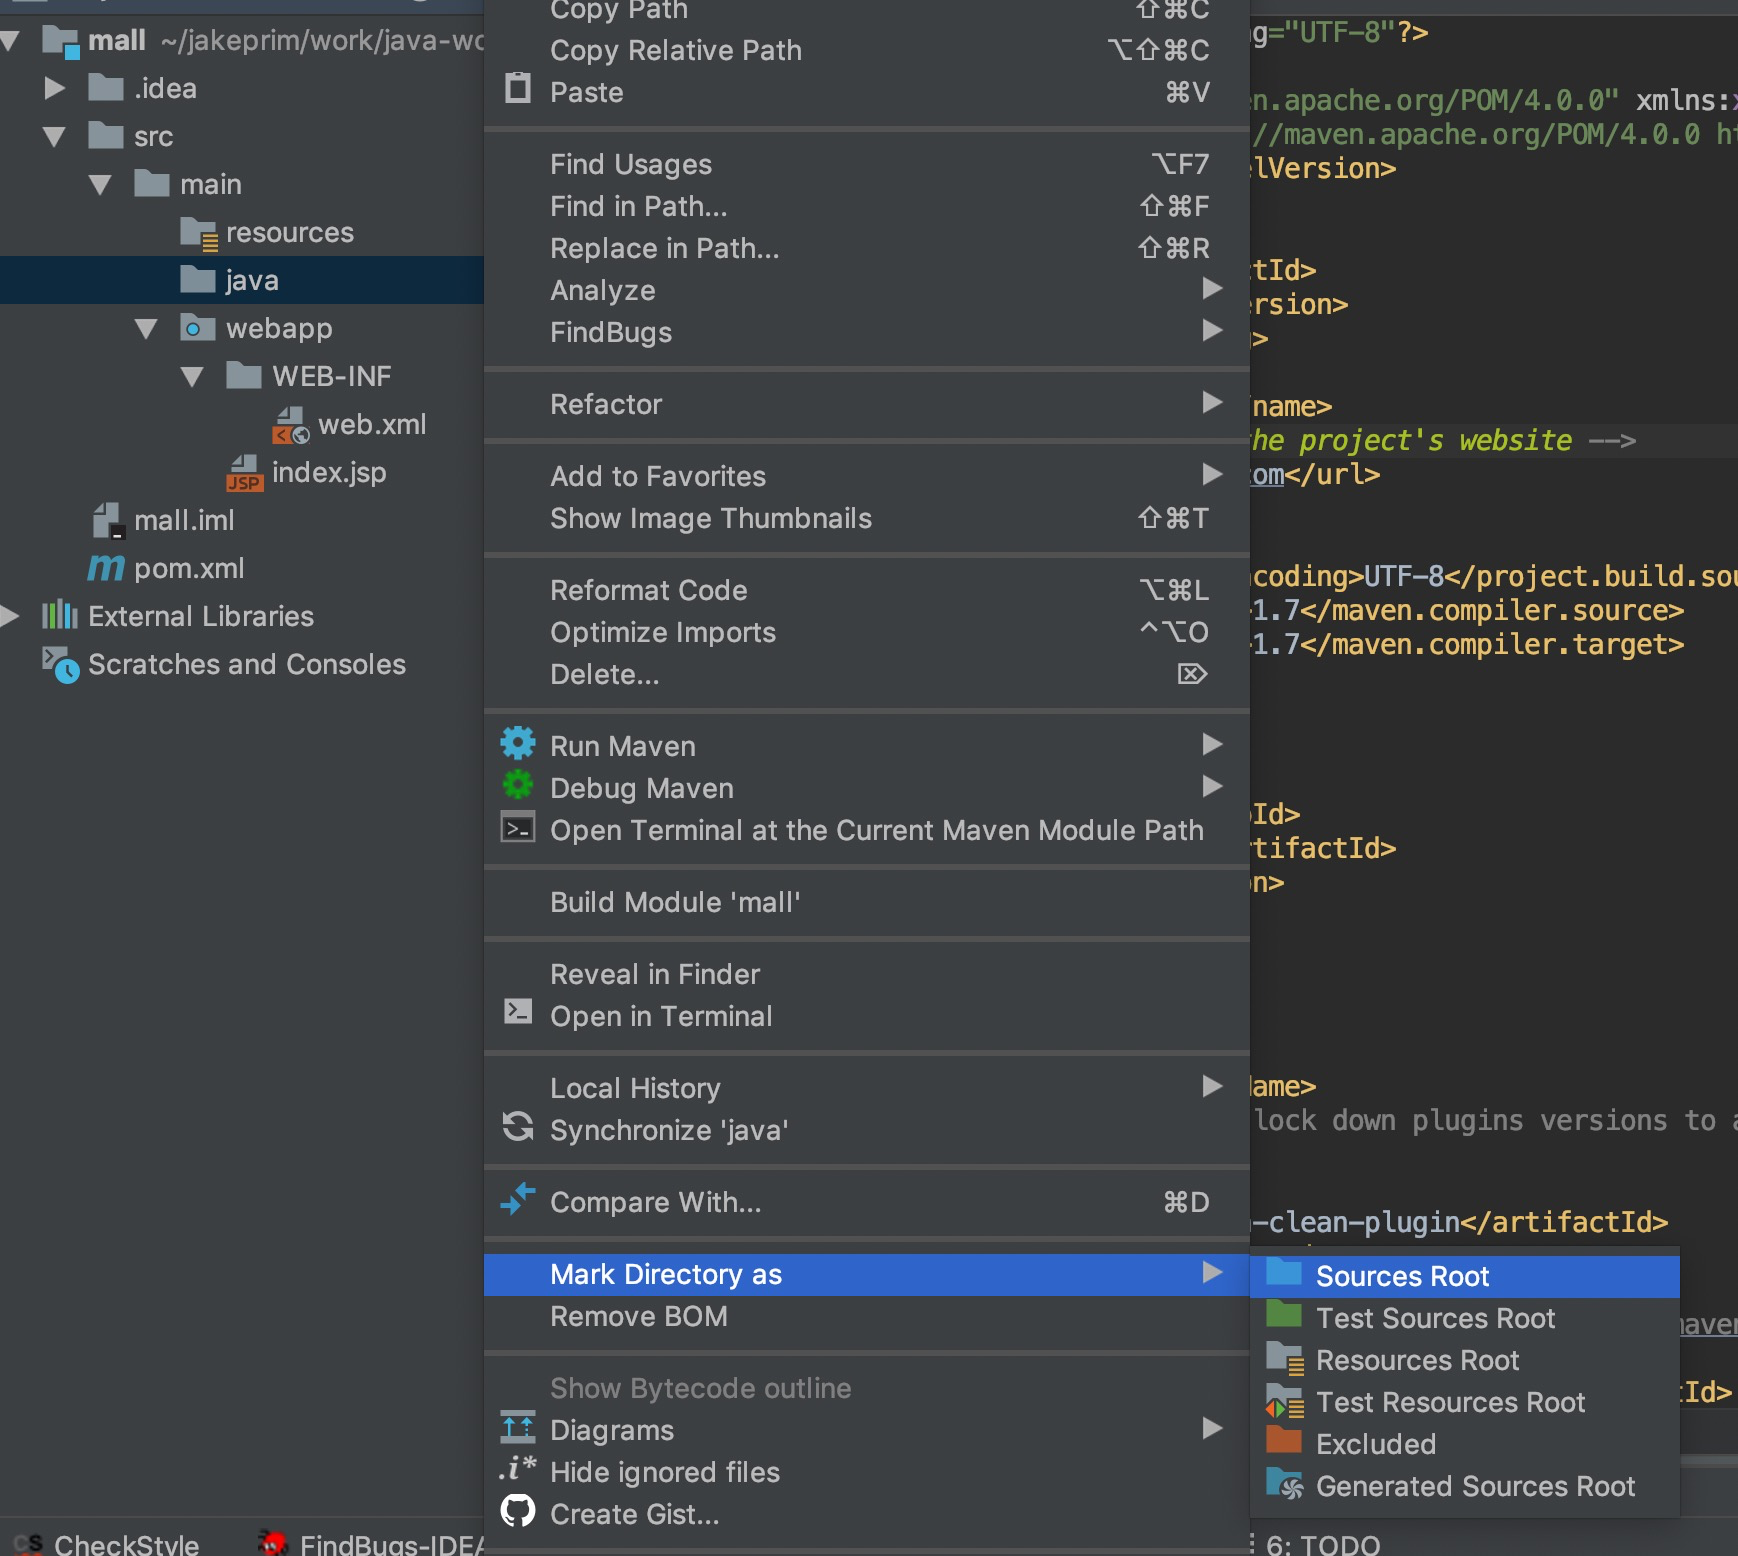 mall ~/jakeprim/work/java-wo
.idea
src
main
resources
java
webapp
WEB-INF
web.xml
index.jsp
JSP
mall.iml
m pom.xml
External Libraries
Scratches and Consoles
Copy Path ⇧⌘C
Copy Relative Path ⌥⇧⌘C
Paste ⌘V
Find Usages ⌥F7
Find in Path... ⇧⌘F
Replace in Path... ⇧⌘R
Analyze
FindBugs
Refactor
Add to Favorites
Show Image Thumbnails ⇧⌘T
Reformat Code ⌥⌘L
Optimize Imports ^⌥O
Delete... ⌦
Run Maven
Debug Maven
Open Terminal at the Current Maven Module Path
Build Module 'mall'
Reveal in Finder
Open in Terminal
Local History
Synchronize 'java'
Compare With... ⌘D
Mark Directory as
Remove BOM
Show Bytecode outline
Diagrams
.i* Hide ignored files
Create Gist...
Sources Root
Test Sources Root
Resources Root
Test Resources Root
Excluded
Generated Sources Root
g="UTF-8"?>
n.apache.org/POM/4.0.0" xmlns:
//maven.apache.org/POM/4.0.0 ht
lVersion>
tId>
rsion>
>
name>
he project's website -->
om</url>
coding>UTF-8</project.build.sou
1.7</maven.compiler.source>
1.7</maven.compiler.target>
Id>
tifactId>
n>
ame>
lock down plugins versions to a
-clean-plugin</artifactId>
maven
tId>
CS CheckStyle
FindBugs-IDEA
6: TODO